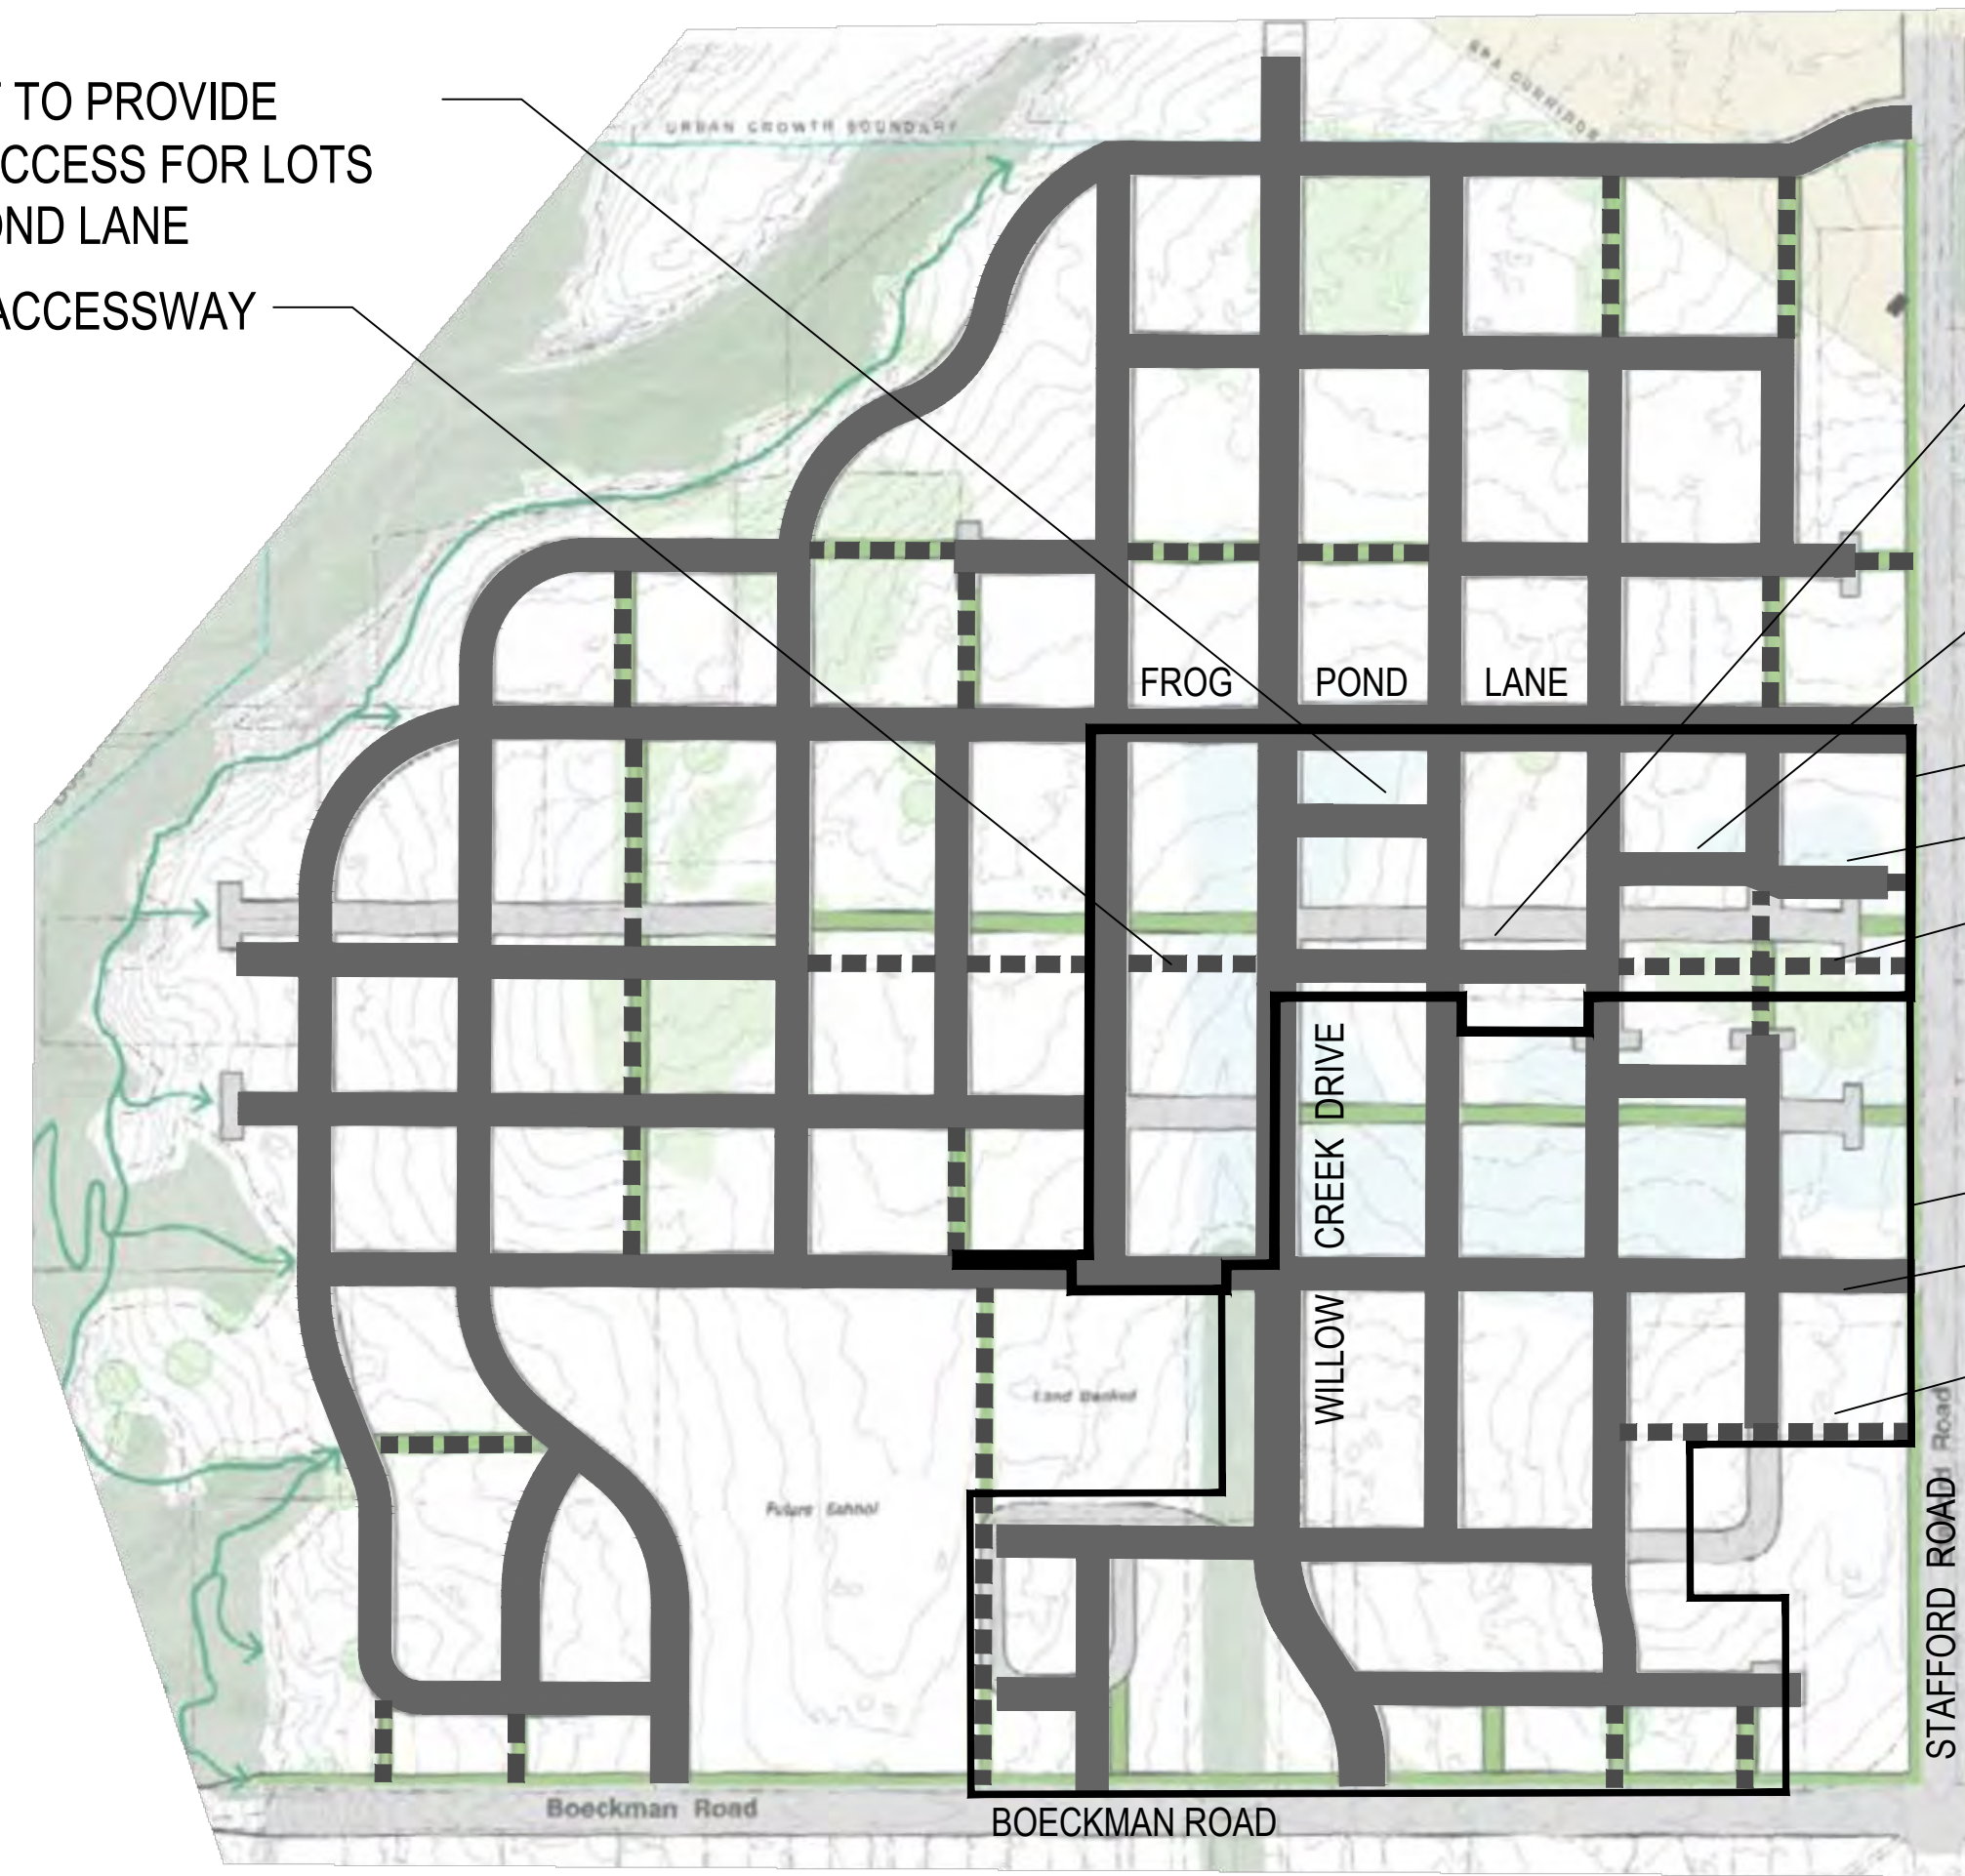 T TO PROVIDE
CCESS FOR LOTS
OND LANE
ACCESSWAY
URBAN GROWTH BOUNDARY
FROG POND LANE
WILLOW CREEK DRIVE
Land Banked
Future School
Road
STAFFORD ROAD
Boeckman Road
BOECKMAN ROAD